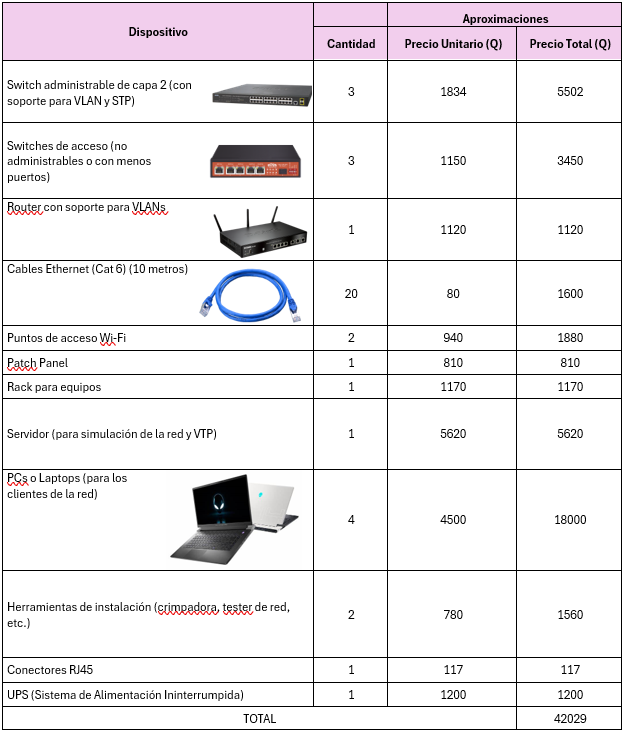 Dispositivo
Aproximaciones
Cantidad Precio Unitario (Q) Precio Total (Q)
Switch administrable de capa 2 (con
soporte para VLAN y STP)
3 1834 5502
Switches de acceso (no
administrables o con menos
puertos)
3 1150 3450
Router con soporte para VLANs
1 1120 1120
Cables Ethernet (Cat 6) (10 metros)
20 80 1600
Puntos de acceso Wi-Fi 2 940 1880
Patch Panel 1 810 810
Rack para equipos 1 1170 1170
Servidor (para simulación de la red y VTP) 1 5620 5620
PCs o Laptops (para los
clientes de la red)
4 4500 18000
Herramientas de instalación (crimpadora, tester de red,
etc.)
2 780 1560
Conectores RJ45 1 117 117
UPS (Sistema de Alimentación Ininterrumpida) 1 1200 1200
TOTAL 42029